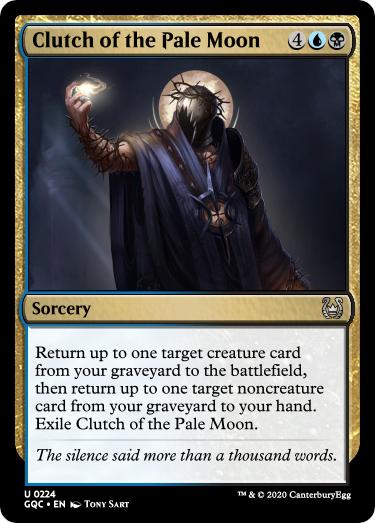 Clutch of the Pale Moon 4
Sorcery
Return up to one target creature card
from your graveyard to the battlefield,
then return up to one target noncreature
card from your graveyard to your hand.
Exile Clutch of the Pale Moon.
The silence said more than a thousand words.
U 0224
GQC • EN Tony Sart
™ & © 2020 CanterburyEgg